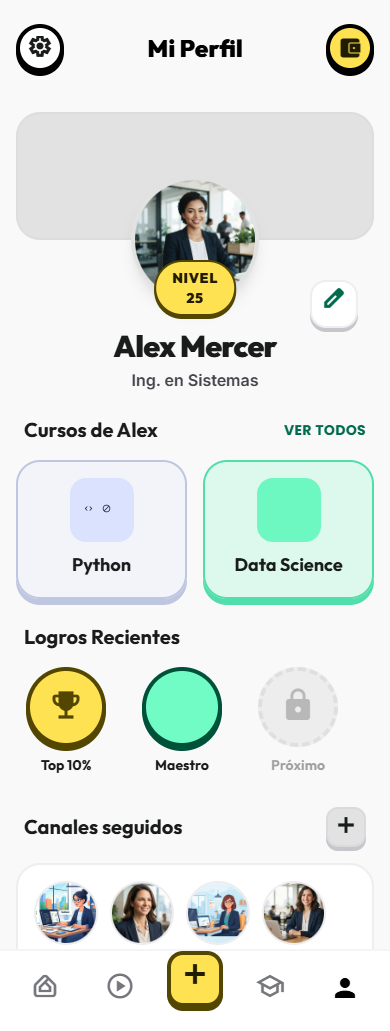 Mi Perfil
NIVEL
25
Alex Mercer
Ing. en Sistemas
Cursos de Alex
VER TODOS
Python
Data Science
Logros Recientes
Top 10%
Maestro
Próximo
Canales seguidos